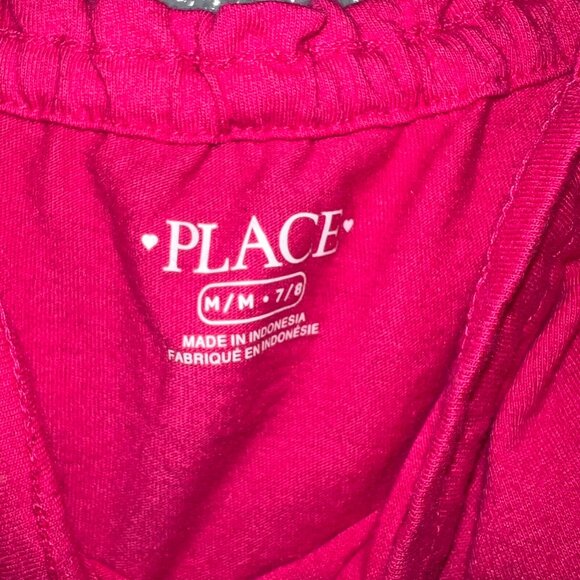 PLACE
M/M • 7/8
MADE IN INDONESIA
FABRIQUÉ EN INDONÉSIE